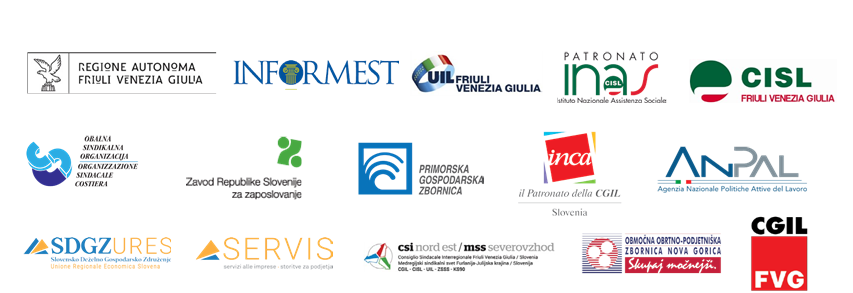 REGIONE AUTONOMA
FRIULI VENEZIA GIULIA
INFORMEST
UIL FRIULI
VENEZIA GIULIA
PATRONATO
inas
CISL
Istituto Nazionale Assistenza Sociale
CISL
FRIULI VENEZIA GIULIA
OBALNA
SINDIKALNA
ORGANIZACIJA
ORGANIZZAZIONE
SINDACALE
COSTIERA
Zavod Republike Slovenije
za zaposlovanje
PRIMORSKA
GOSPODARSKA
ZBORNICA
inca
il Patronato della CGIL
Slovenia
ANPAL
Agenzia Nazionale Politiche Attive del Lavoro
SDGZURES
Slovensko Deželno Gospodarsko Združenje
Unione Regionale Economica Slovena
SERVIS
servizi alle imprese - storitve za podjetja
csi nord est / mss severovzhod
Consiglio Sindacale Interregionale Friuli Venezia Giulia / Slovenia
Medregijski sindikalni svet Furlanija-Julijska krajina / Slovenija
CGIL - CISL - UIL - ZSSS - KS90
OBMOČNA OBRTNO-PODJETNIŠKA
ZBORNICA NOVA GORICA
Skupaj močnejši.
CGIL
FVG